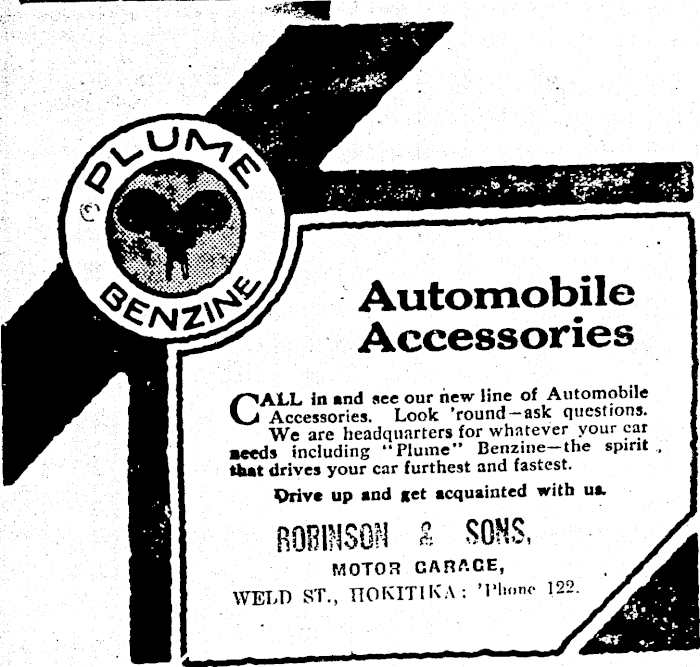 PLUME
BENZINE
Automobile
Accessories
CALL in and see our new line of Automobile
Accessories. Look 'round—ask questions.
We are headquarters for whatever your car
needs including "Plume" Benzine—the spirit
that drives your car furthest and fastest.
Drive up and get acquainted with us.
ROBINSON & SONS,
MOTOR GARAGE,
WELD ST., HOKITIKA: 'Phone 122.